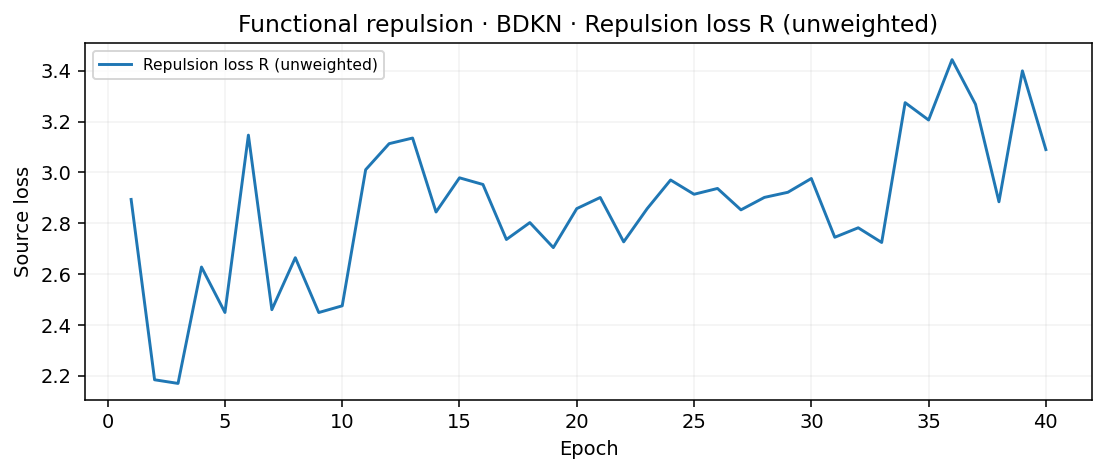 Functional repulsion · BDKN · Repulsion loss R (unweighted)
Repulsion loss R (unweighted)
Source loss
3.4
3.2
3.0
2.8
2.6
2.4
2.2
0 5 10 15 20 25 30 35 40
Epoch